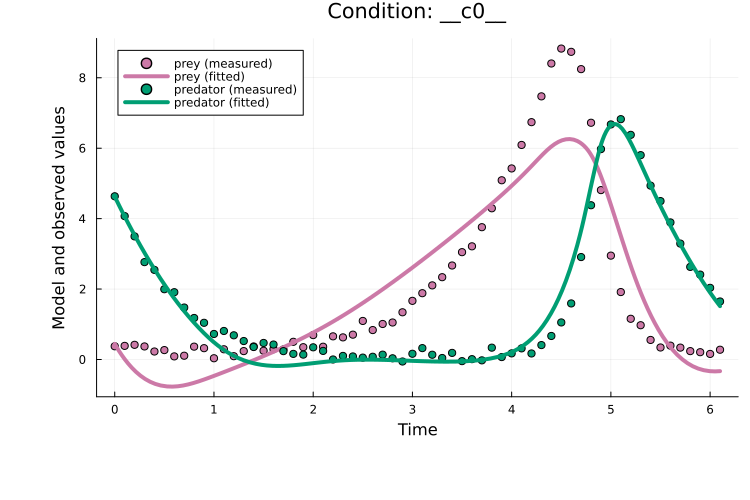 Condition: __c0__
prey (measured)
prey (fitted)
predator (measured)
predator (fitted)
Model and observed values
8
6
4
2
0
0 1 2 3 4 5 6
Time